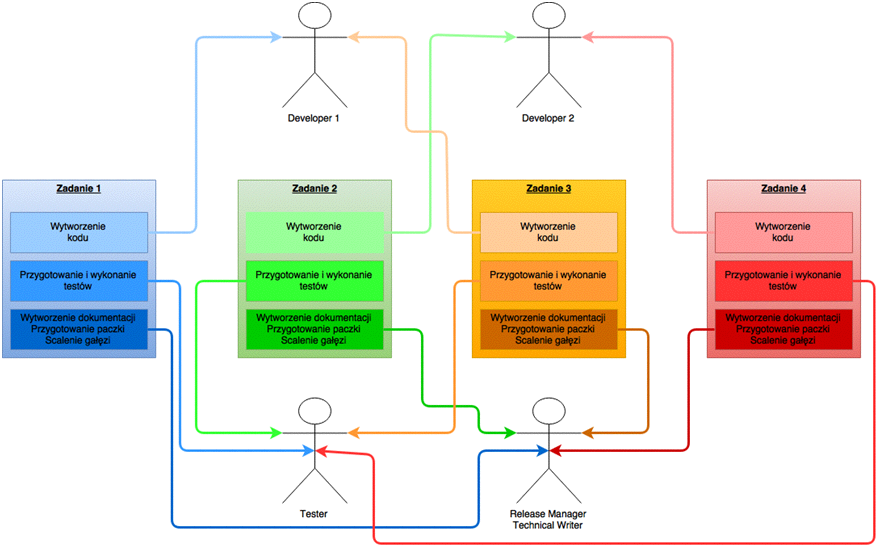 Developer 1
Developer 2
Zadanie 1
Wytworzenie
kodu
Przygotowanie i wykonanie
testów
Wytworzenie dokumentacji
Przygotowanie paczki
Scalenie gałęzi
Zadanie 2
Wytworzenie
kodu
Przygotowanie i wykonanie
testów
Wytworzenie dokumentacji
Przygotowanie paczki
Scalenie gałęzi
Zadanie 3
Wytworzenie
kodu
Przygotowanie i wykonanie
testów
Wytworzenie dokumentacji
Przygotowanie paczki
Scalenie gałęzi
Zadanie 4
Wytworzenie
kodu
Przygotowanie i wykonanie
testów
Wytworzenie dokumentacji
Przygotowanie paczki
Scalenie gałęzi
Tester
Release Manager
Technical Writer